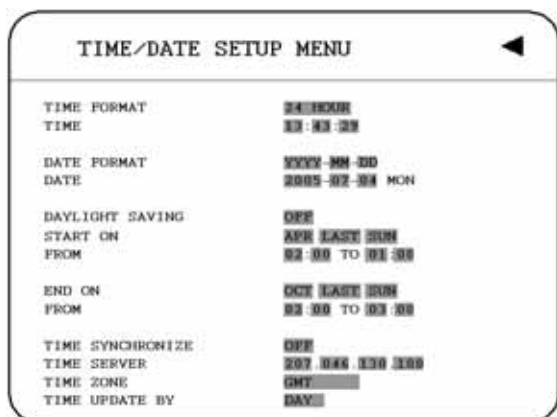 TIME/DATE SETUP MENU
TIME FORMAT 24 HOUR
TIME 13:43:29
DATE FORMAT YYYY-MM-DD
DATE 2005-07-04 MON
DAYLIGHT SAVING OFF
START ON APR LAST SUN
FROM 02:00 TO 01:00
END ON OCT LAST SUN
FROM 02:00 TO 03:00
TIME SYNCHRONIZE OFF
TIME SERVER 207.046.130.100
TIME ZONE GMT
TIME UPDATE BY DAY